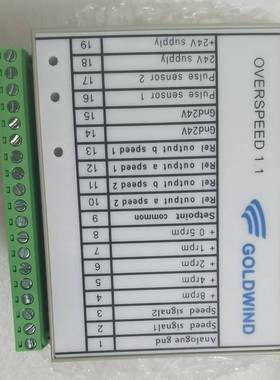 OVERSPEED 1 1
GOLDWIND
Analogue gnd 1
Speed signal1 2
Speed signal2 3
+ 8rpm 4
+ 4rpm 5
+ 2rpm 6
+ 1rpm 7
+ 0.5rpm 8
Setpoint common 9
Rel output a speed 2 10
Rel output b speed 2 11
Rel output a speed 1 12
Rel output b speed 1 13
Gnd24V 14
Gnd24V 15
Pulse sensor 1 16
Pulse sensor 2 17
+24V supply 18
+24V supply 19